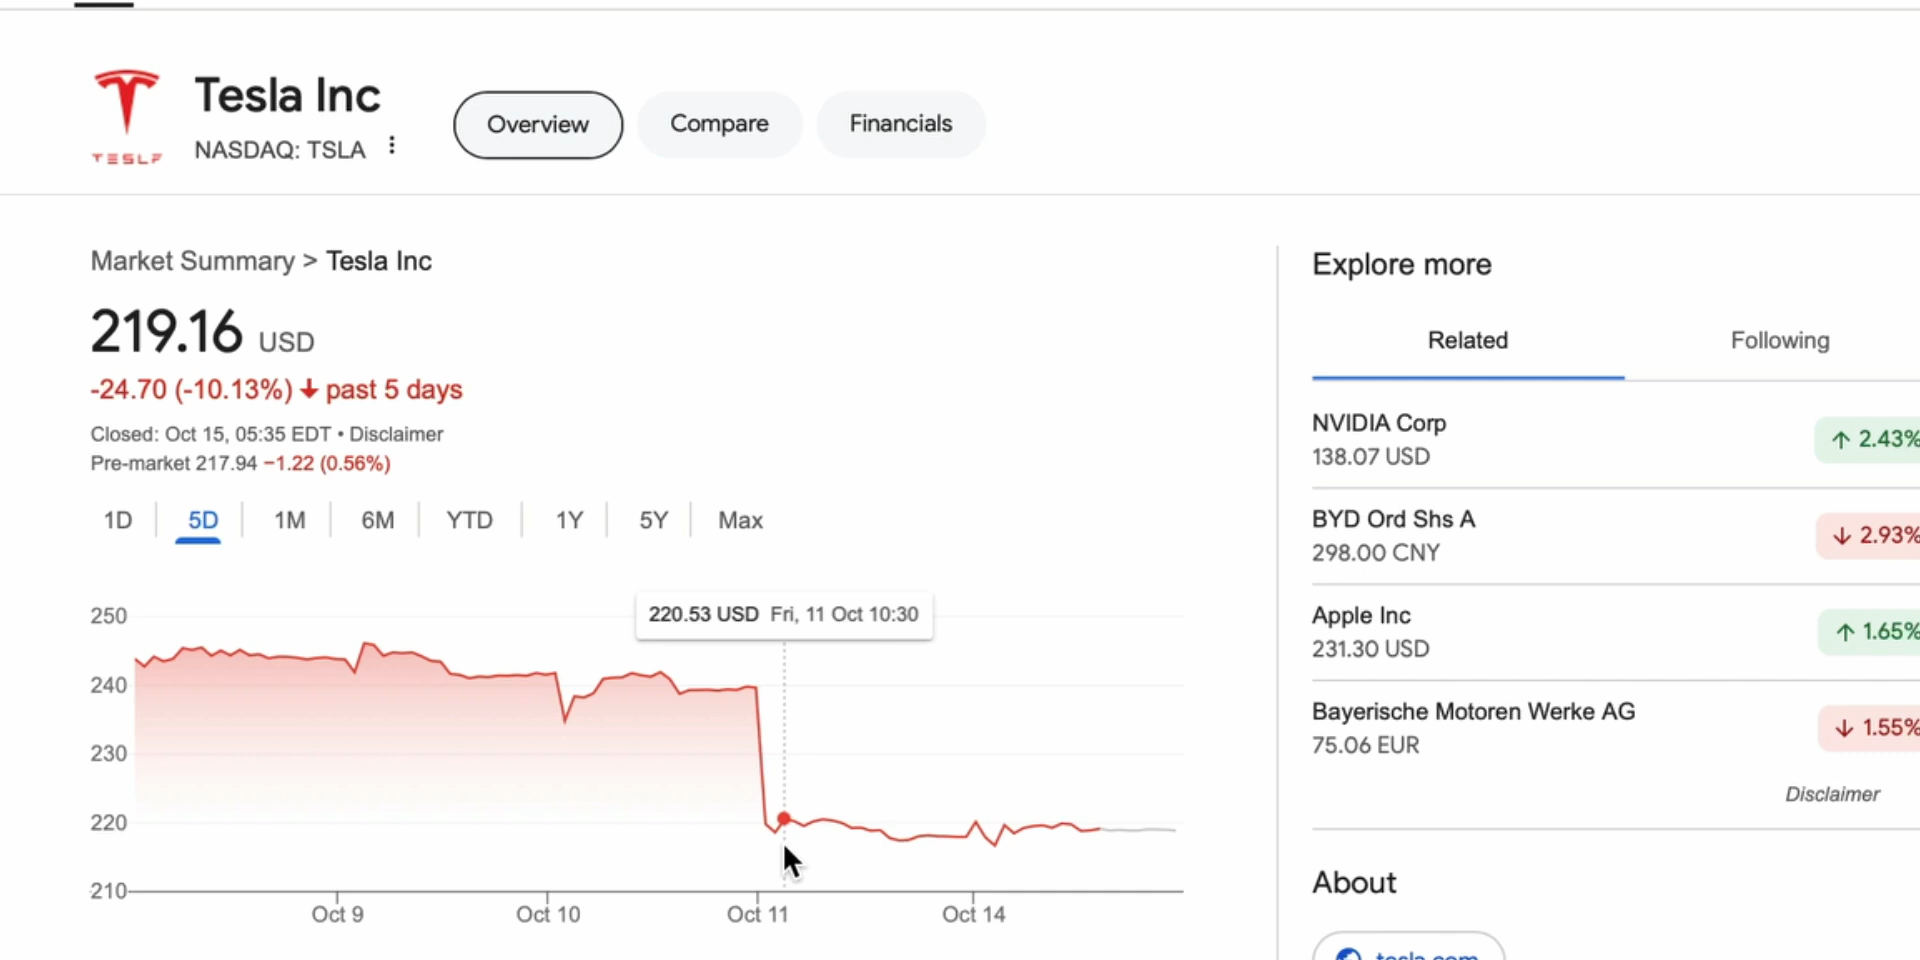 Tesla Inc
NASDAQ: TSLA
Overview
Compare
Financials
Market Summary > Tesla Inc
219.16 USD
-24.70 (-10.13%) ↓ past 5 days
Closed: Oct 15, 05:35 EDT • Disclaimer
Pre-market 217.94 −1.22 (0.56%)
1D
5D
1M
6M
YTD
1Y
5Y
Max
220.53 USD Fri, 11 Oct 10:30
250
240
230
220
210
Oct 9
Oct 10
Oct 11
Oct 14
Explore more
Related
Following
NVIDIA Corp
138.07 USD
↑ 2.43%
BYD Ord Shs A
298.00 CNY
↓ 2.93%
Apple Inc
231.30 USD
↑ 1.65%
Bayerische Motoren Werke AG
75.06 EUR
↓ 1.55%
Disclaimer
About
tesla.com